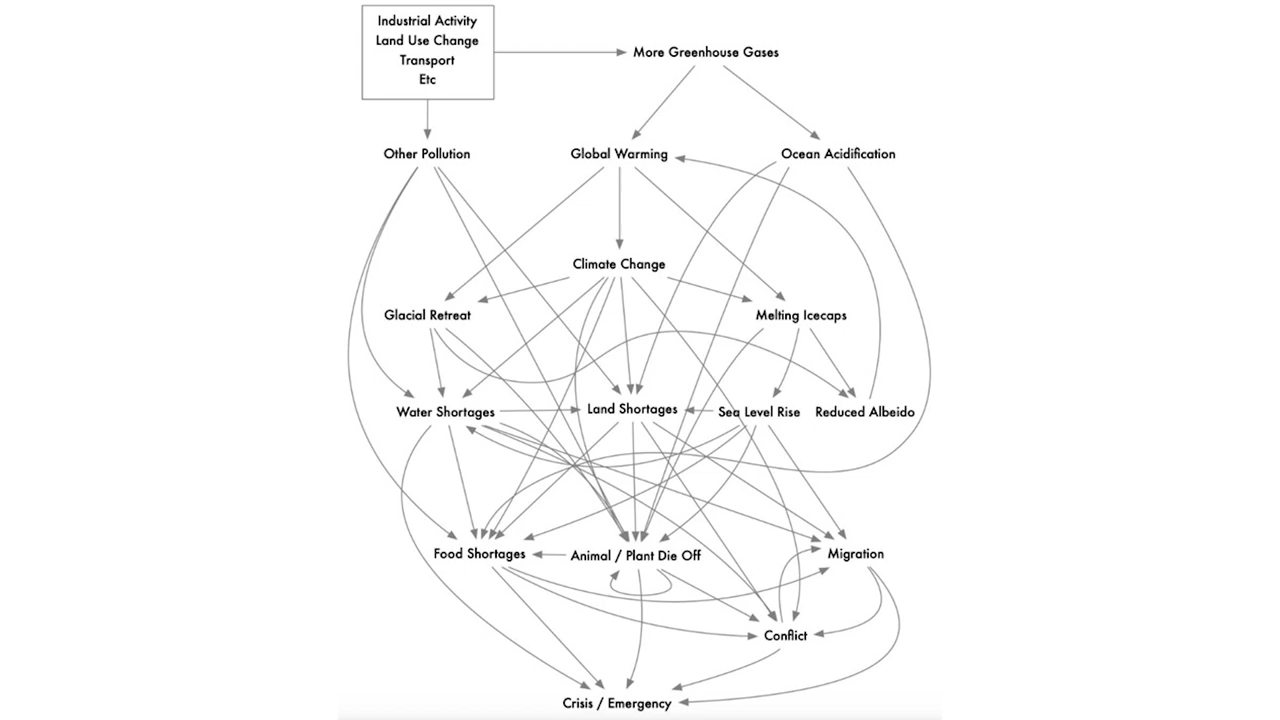 Industrial Activity
Land Use Change
Transport
Etc
More Greenhouse Gases
Other Pollution
Global Warming
Ocean Acidification
Climate Change
Glacial Retreat
Melting Icecaps
Water Shortages
Land Shortages
Sea Level Rise
Reduced Albeido
Food Shortages
Animal / Plant Die Off
Migration
Conflict
Crisis / Emergency